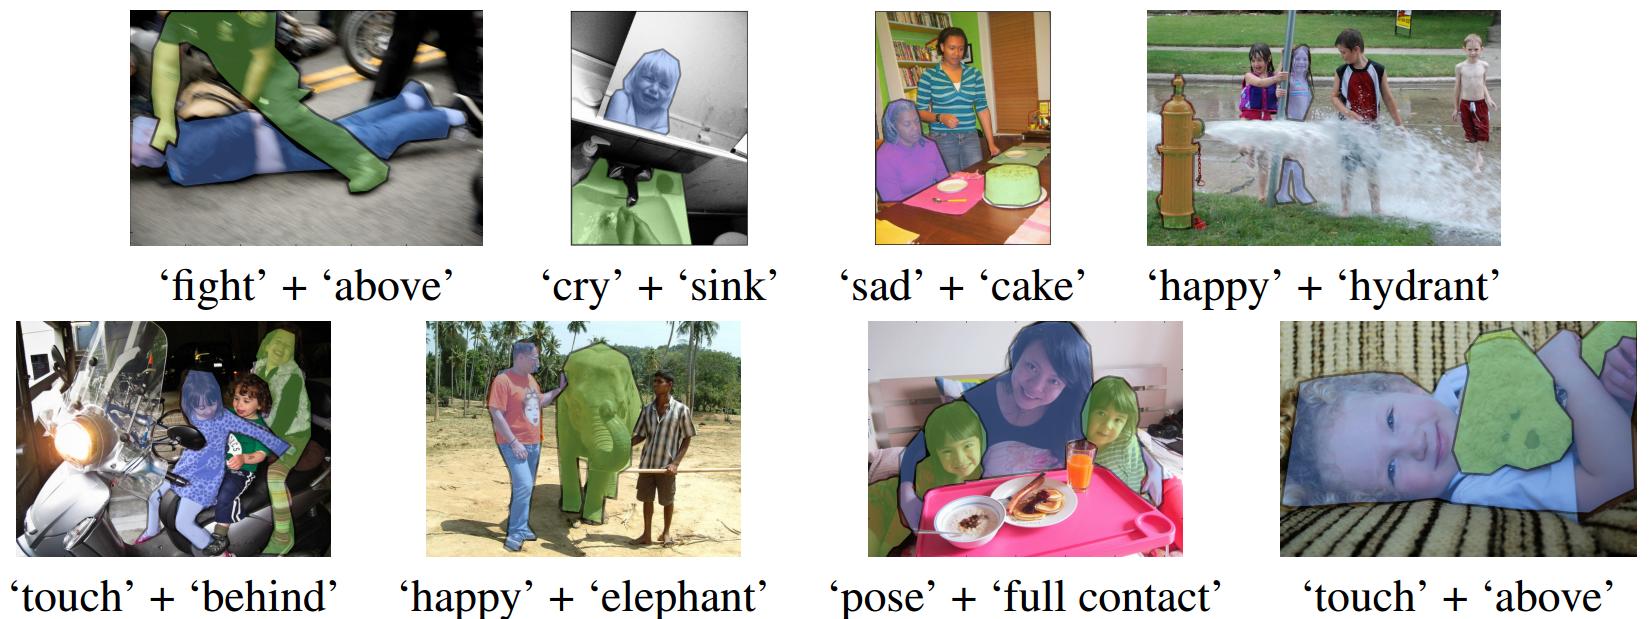 ‘fight’ + ‘above’
‘cry’ + ‘sink’
‘sad’ + ‘cake’
‘happy’ + ‘hydrant’
‘touch’ + ‘behind’
‘happy’ + ‘elephant’
‘pose’ + ‘full contact’
‘touch’ + ‘above’